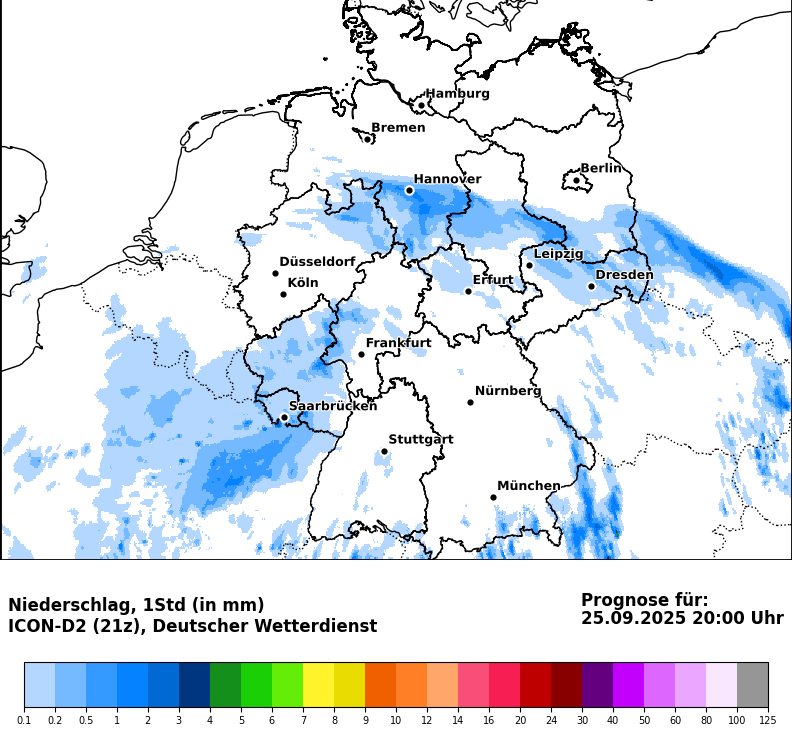 Hamburg
Bremen
Hannover
Berlin
Düsseldorf
Leipzig
Köln
Erfurt
Dresden
Frankfurt
Nürnberg
Saarbrücken
Stuttgart
München
Niederschlag, 1Std (in mm)
ICON-D2 (21z), Deutscher Wetterdienst
Prognose für:
25.09.2025 20:00 Uhr
0.1 0.2 0.5 1 2 3 4 5 6 7 8 9 10 12 14 16 20 24 30 40 50 60 80 100 125